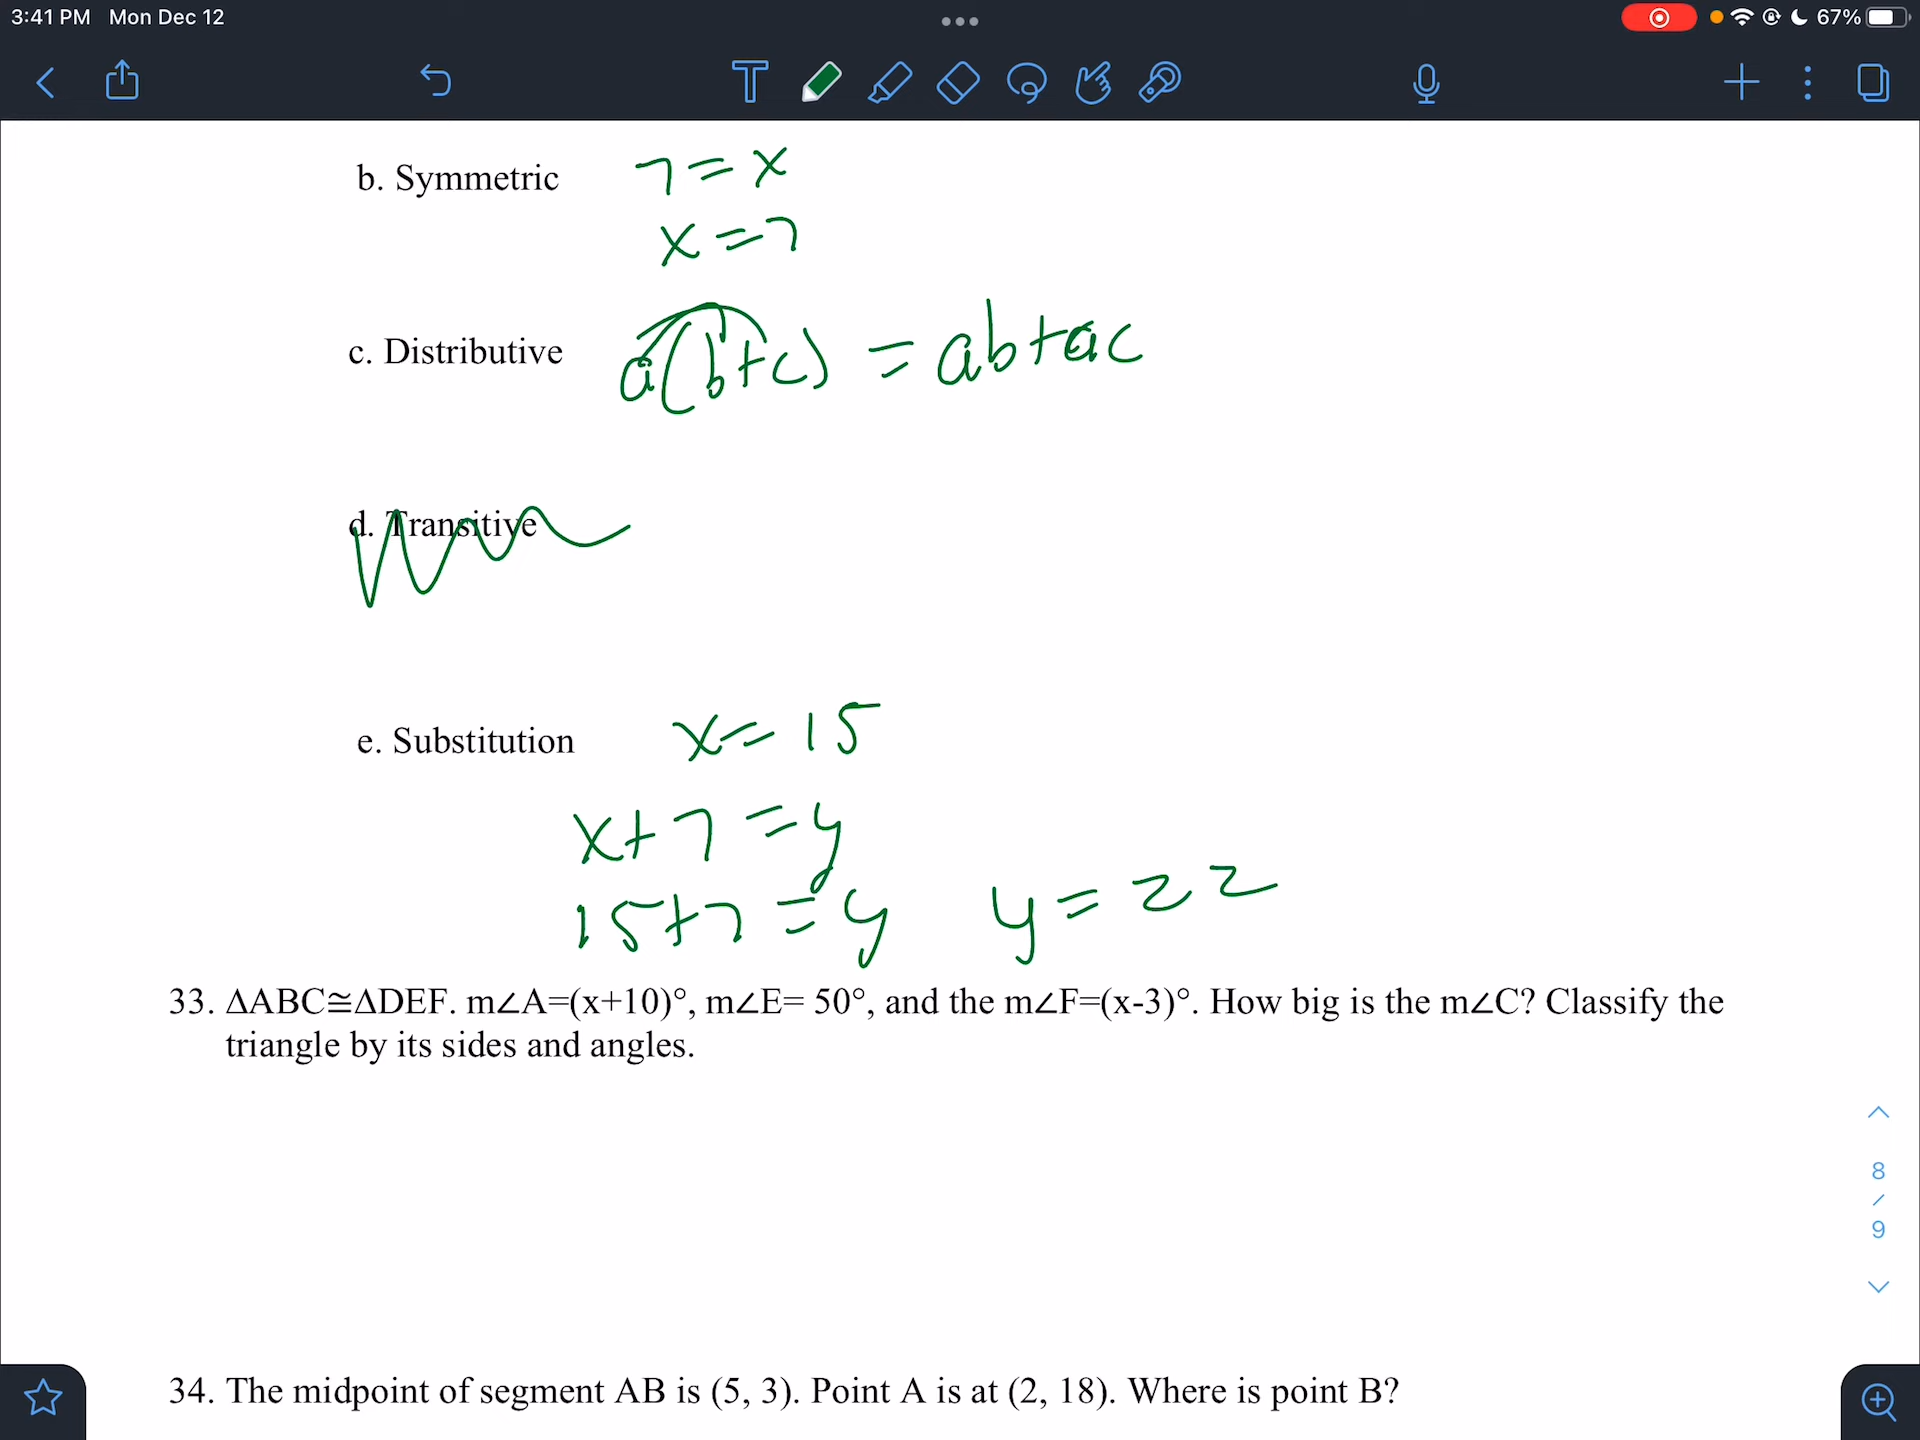 3:41 PM Mon Dec 12
67%
b. Symmetric 7 = x
x = 7
c. Distributive a(b+c) = ab+ac
d. Transitive
e. Substitution x = 15
x+7 = y
15+7 = y y = 22
33. ΔABC≅ΔDEF. m∠A=(x+10)°, m∠E= 50°, and the m∠F=(x-3)°. How big is the m∠C? Classify the
triangle by its sides and angles.
8
/
9
34. The midpoint of segment AB is (5, 3). Point A is at (2, 18). Where is point B?